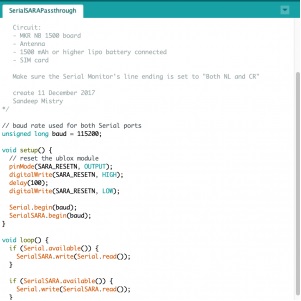 SerialSARAPassthrough
Circuit:
- MKR NB 1500 board
- Antenna
- 1500 mAh or higher lipo battery connected
- SIM card
Make sure the Serial Monitor's line ending is set to "Both NL and CR"
create 11 December 2017
Sandeep Mistry
*/
// baud rate used for both Serial ports
unsigned long baud = 115200;
void setup() {
// reset the ublox module
pinMode(SARA_RESETN, OUTPUT);
digitalWrite(SARA_RESETN, HIGH);
delay(100);
digitalWrite(SARA_RESETN, LOW);
Serial.begin(baud);
SerialSARA.begin(baud);
}
void loop() {
if (Serial.available()) {
SerialSARA.write(Serial.read());
}
if (SerialSARA.available()) {
Serial.write(SerialSARA.read());